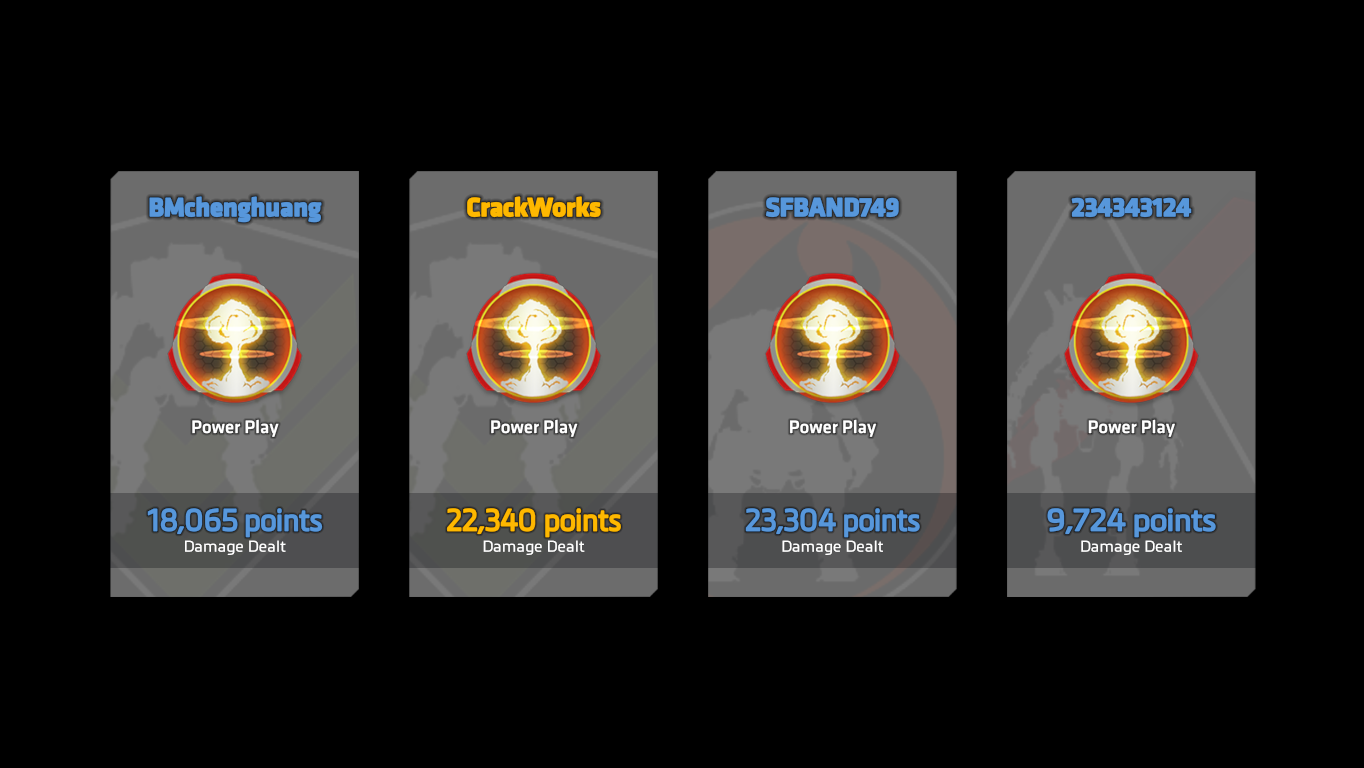 BMchenghuang
Power Play
18,065 points
Damage Dealt
CrackWorks
Power Play
22,340 points
Damage Dealt
SFBAND749
Power Play
23,304 points
Damage Dealt
234343124
Power Play
9,724 points
Damage Dealt